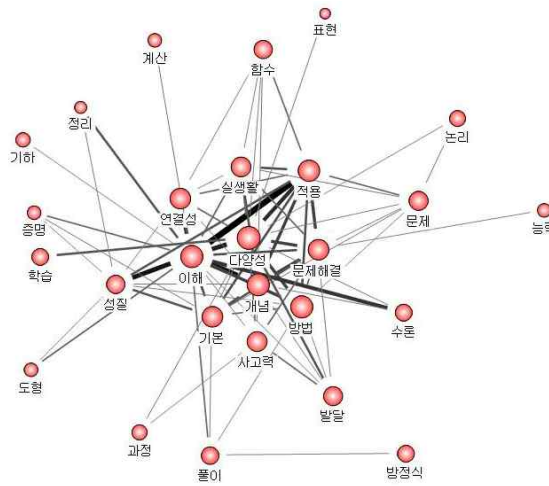 표현
계산
함수
정리
논리
기하
실생활
적용
연결성
문제
증명
능력
다양성
학습
이해
문제해결
성질
개념
방법
수론
기본
사고력
도형
발달
과정
풀이
방정식